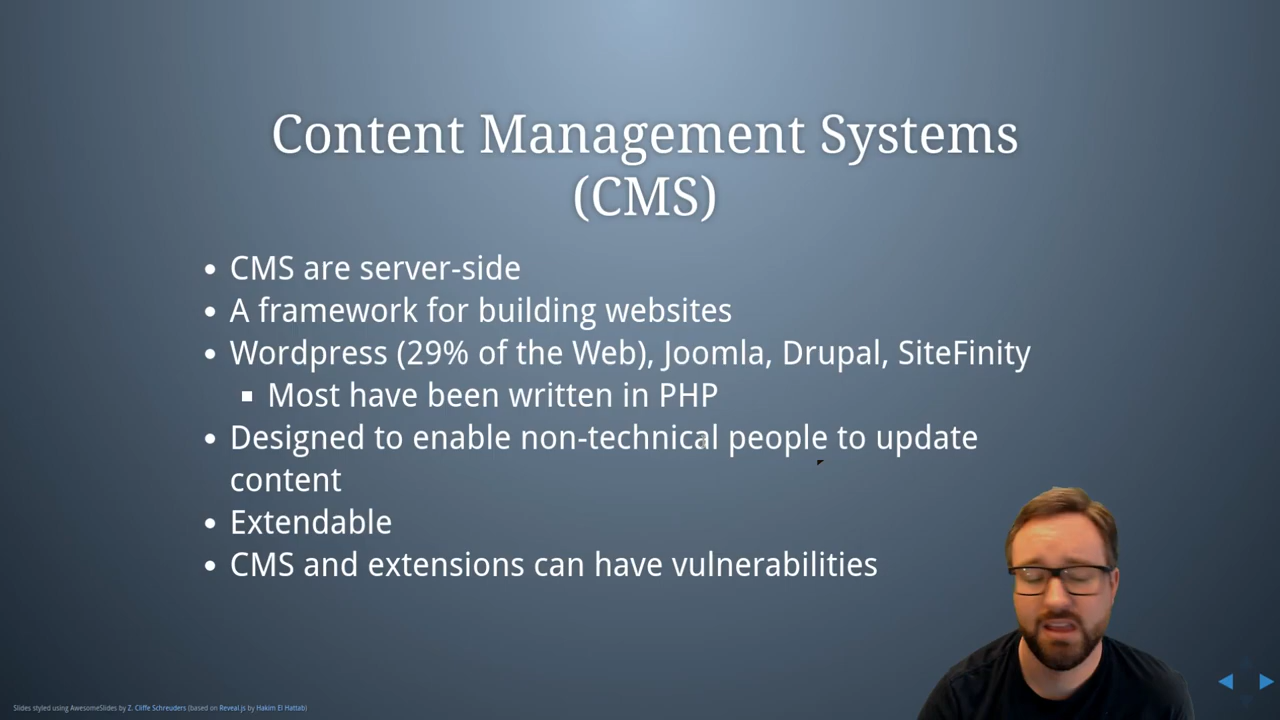 Content Management Systems
(CMS)
CMS are server-side
A framework for building websites
Wordpress (29% of the Web), Joomla, Drupal, SiteFinity
Most have been written in PHP
Designed to enable non-technical people to update
content
Extendable
CMS and extensions can have vulnerabilities
Slides styled using AwesomeSlides by Z. Cliffe Schreuders (based on Reveal.js by Hakim El Hattab)